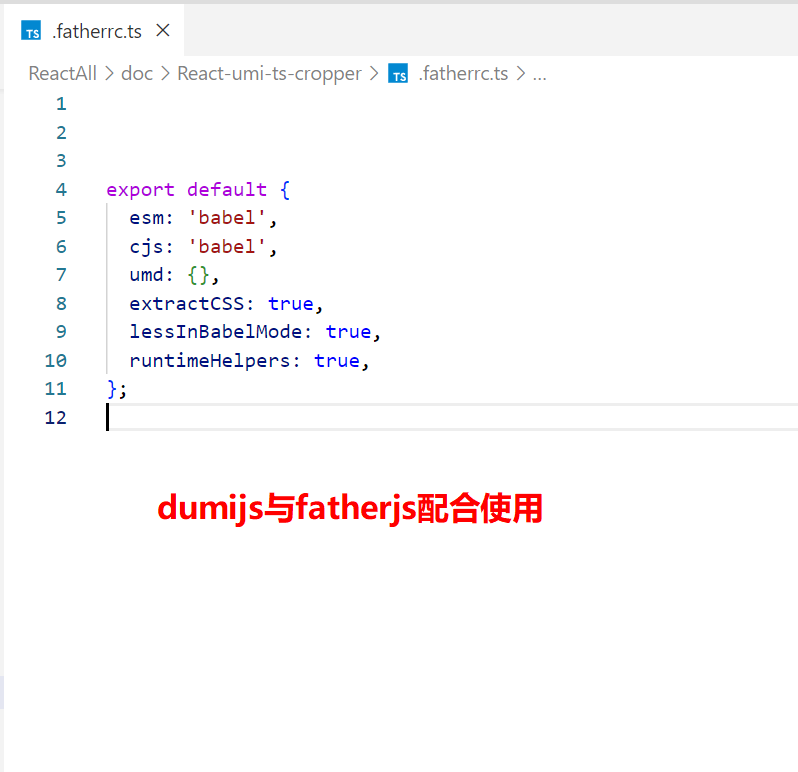 TS .fatherrc.ts ×
ReactAll > doc > React-umi-ts-cropper > TS .fatherrc.ts > ...
1
2
3
4 export default {
5   esm: 'babel',
6   cjs: 'babel',
7   umd: {},
8   extractCSS: true,
9   lessInBabelMode: true,
10   runtimeHelpers: true,
11 };
12
dumijs与fatherjs配合使用